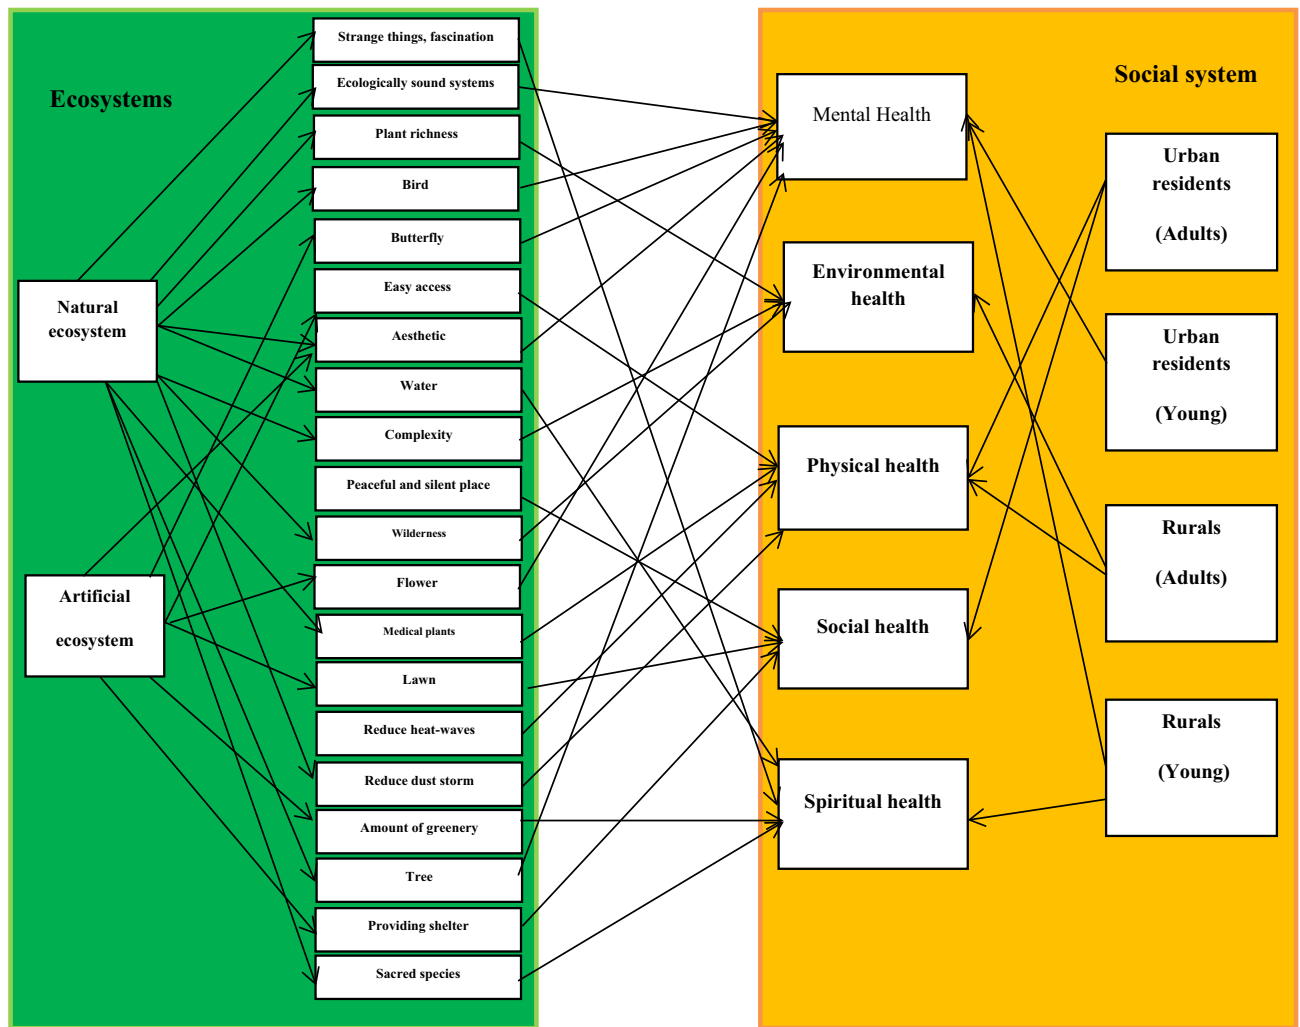 Ecosystems
Strange things, fascination
Ecologically sound systems
Plant richness
Bird
Butterfly
Easy access
Aesthetic
Water
Complexity
Peaceful and silent place
Wilderness
Flower
Medical plants
Lawn
Reduce heat-waves
Reduce dust storm
Amount of greenery
Tree
Providing shelter
Sacred species
Natural
ecosystem
Artificial
ecosystem
Social system
Mental Health
Environmental
health
Physical health
Social health
Spiritual health
Urban
residents
(Adults)
Urban
residents
(Young)
Rurals
(Adults)
Rurals
(Young)